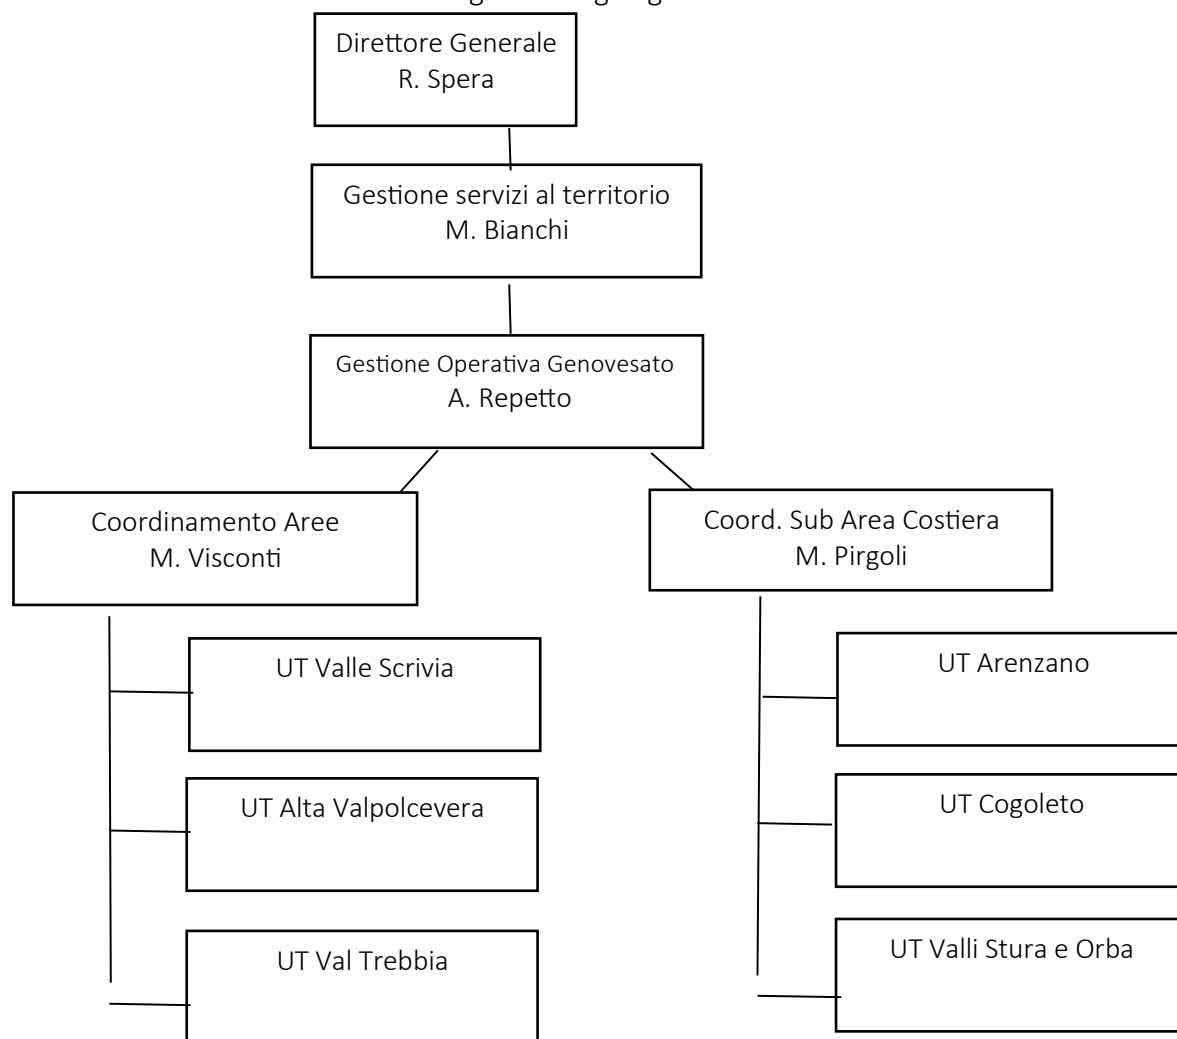 Direttore Generale
R. Spera
Gestione servizi al territorio
M. Bianchi
Gestione Operativa Genovesato
A. Repetto
Coordinamento Aree
M. Visconti
Coord. Sub Area Costiera
M. Pirgoli
UT Valle Scrivia
UT Alta Valpolcevera
UT Val Trebbia
UT Arenzano
UT Cogoleto
UT Valli Stura e Orba